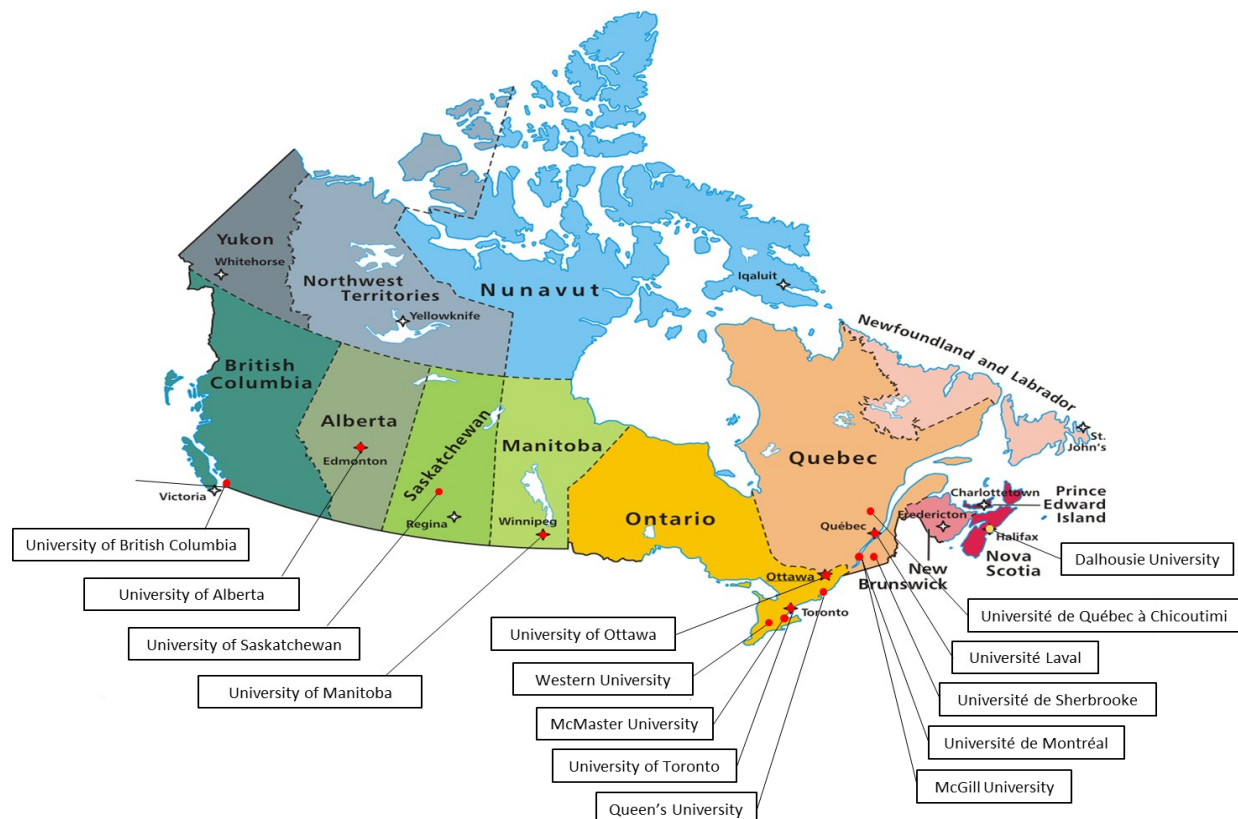 Yukon
Whitehorse
Northwest
Territories
Yellowknife
Nunavut
Iqaluit
British
Columbia
Alberta
Edmonton
Saskatchewan
Regina
Manitoba
Winnipeg
Ontario
Ottawa
Toronto
Quebec
Québec
Newfoundland and Labrador
St.
John's
Charlottetown
Prince
Edward
Island
Fredericton
Halifax
Nova
Scotia
New
Brunswick
Victoria
University of British Columbia
University of Alberta
University of Saskatchewan
University of Manitoba
University of Ottawa
Western University
McMaster University
University of Toronto
Queen’s University
Dalhousie University
Université de Québec à Chicoutimi
Université Laval
Université de Sherbrooke
Université de Montréal
McGill University